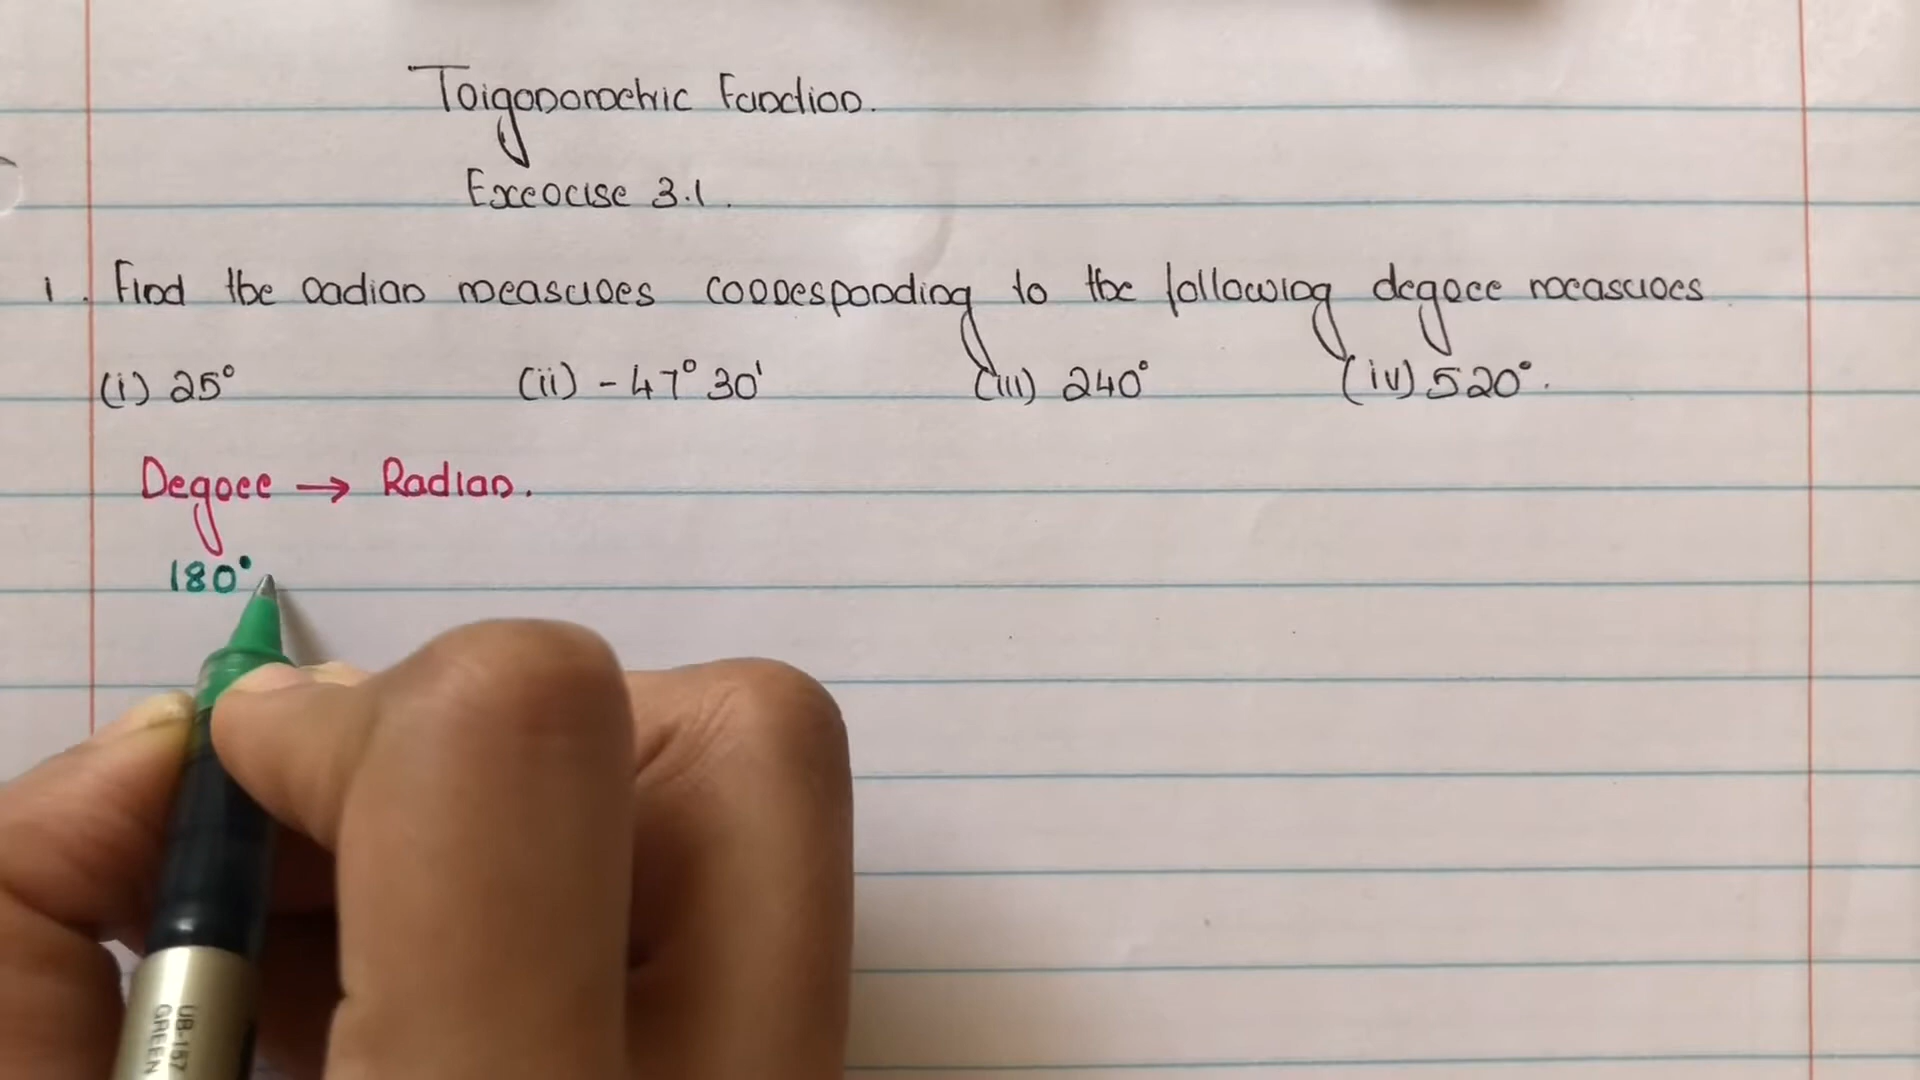 Trigonometric Function.
Exercise 3.1.
1. Find the radian measures corresponding to the following degree measures
(i) 25° (ii) -47° 30' (iii) 240° (iv) 520°.
Degree → Radian.
180°
UB-157
GREEN